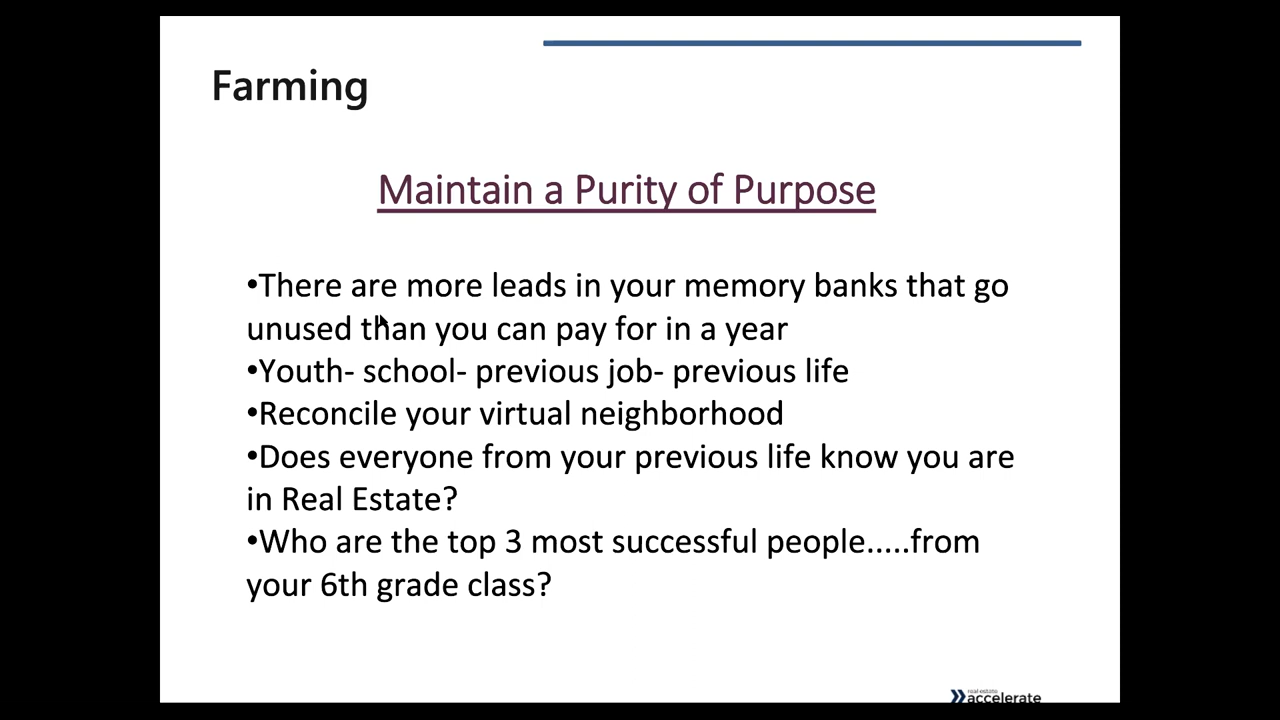 Farming
Maintain a Purity of Purpose
•There are more leads in your memory banks that go
unused than you can pay for in a year
•Youth- school- previous job- previous life
•Reconcile your virtual neighborhood
•Does everyone from your previous life know you are
in Real Estate?
•Who are the top 3 most successful people.....from
your 6th grade class?
real estate
accelerate